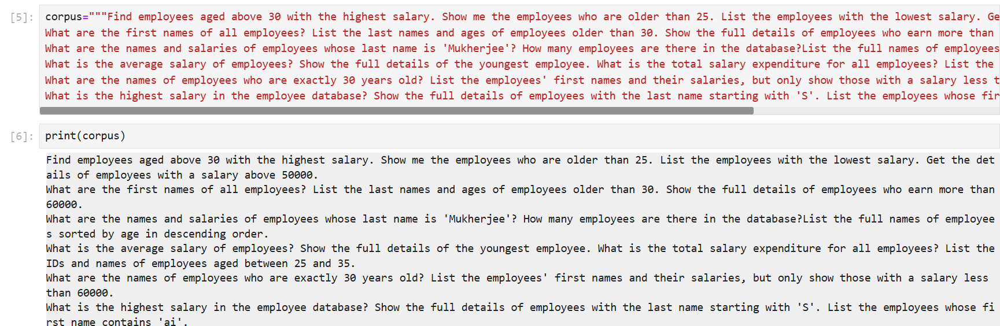 [5]: corpus="""Find employees aged above 30 with the highest salary. Show me the employees who are older than 25. List the employees with the lowest salary. Ge
What are the first names of all employees? List the last names and ages of employees older than 30. Show the full details of employees who earn more than
What are the names and salaries of employees whose last name is 'Mukherjee'? How many employees are there in the database?List the full names of employees
What is the average salary of employees? Show the full details of the youngest employee. What is the total salary expenditure for all employees? List the
What are the names of employees who are exactly 30 years old? List the employees' first names and their salaries, but only show those with a salary less t
What is the highest salary in the employee database? Show the full details of employees with the last name starting with 'S'. List the employees whose fir
[6]: print(corpus)
Find employees aged above 30 with the highest salary. Show me the employees who are older than 25. List the employees with the lowest salary. Get the det
ails of employees with a salary above 50000.
What are the first names of all employees? List the last names and ages of employees older than 30. Show the full details of employees who earn more than
60000.
What are the names and salaries of employees whose last name is 'Mukherjee'? How many employees are there in the database?List the full names of employee
s sorted by age in descending order.
What is the average salary of employees? Show the full details of the youngest employee. What is the total salary expenditure for all employees? List the
IDs and names of employees aged between 25 and 35.
What are the names of employees who are exactly 30 years old? List the employees' first names and their salaries, but only show those with a salary less
than 60000.
What is the highest salary in the employee database? Show the full details of employees with the last name starting with 'S'. List the employees whose fi
rst name contains 'ai'.